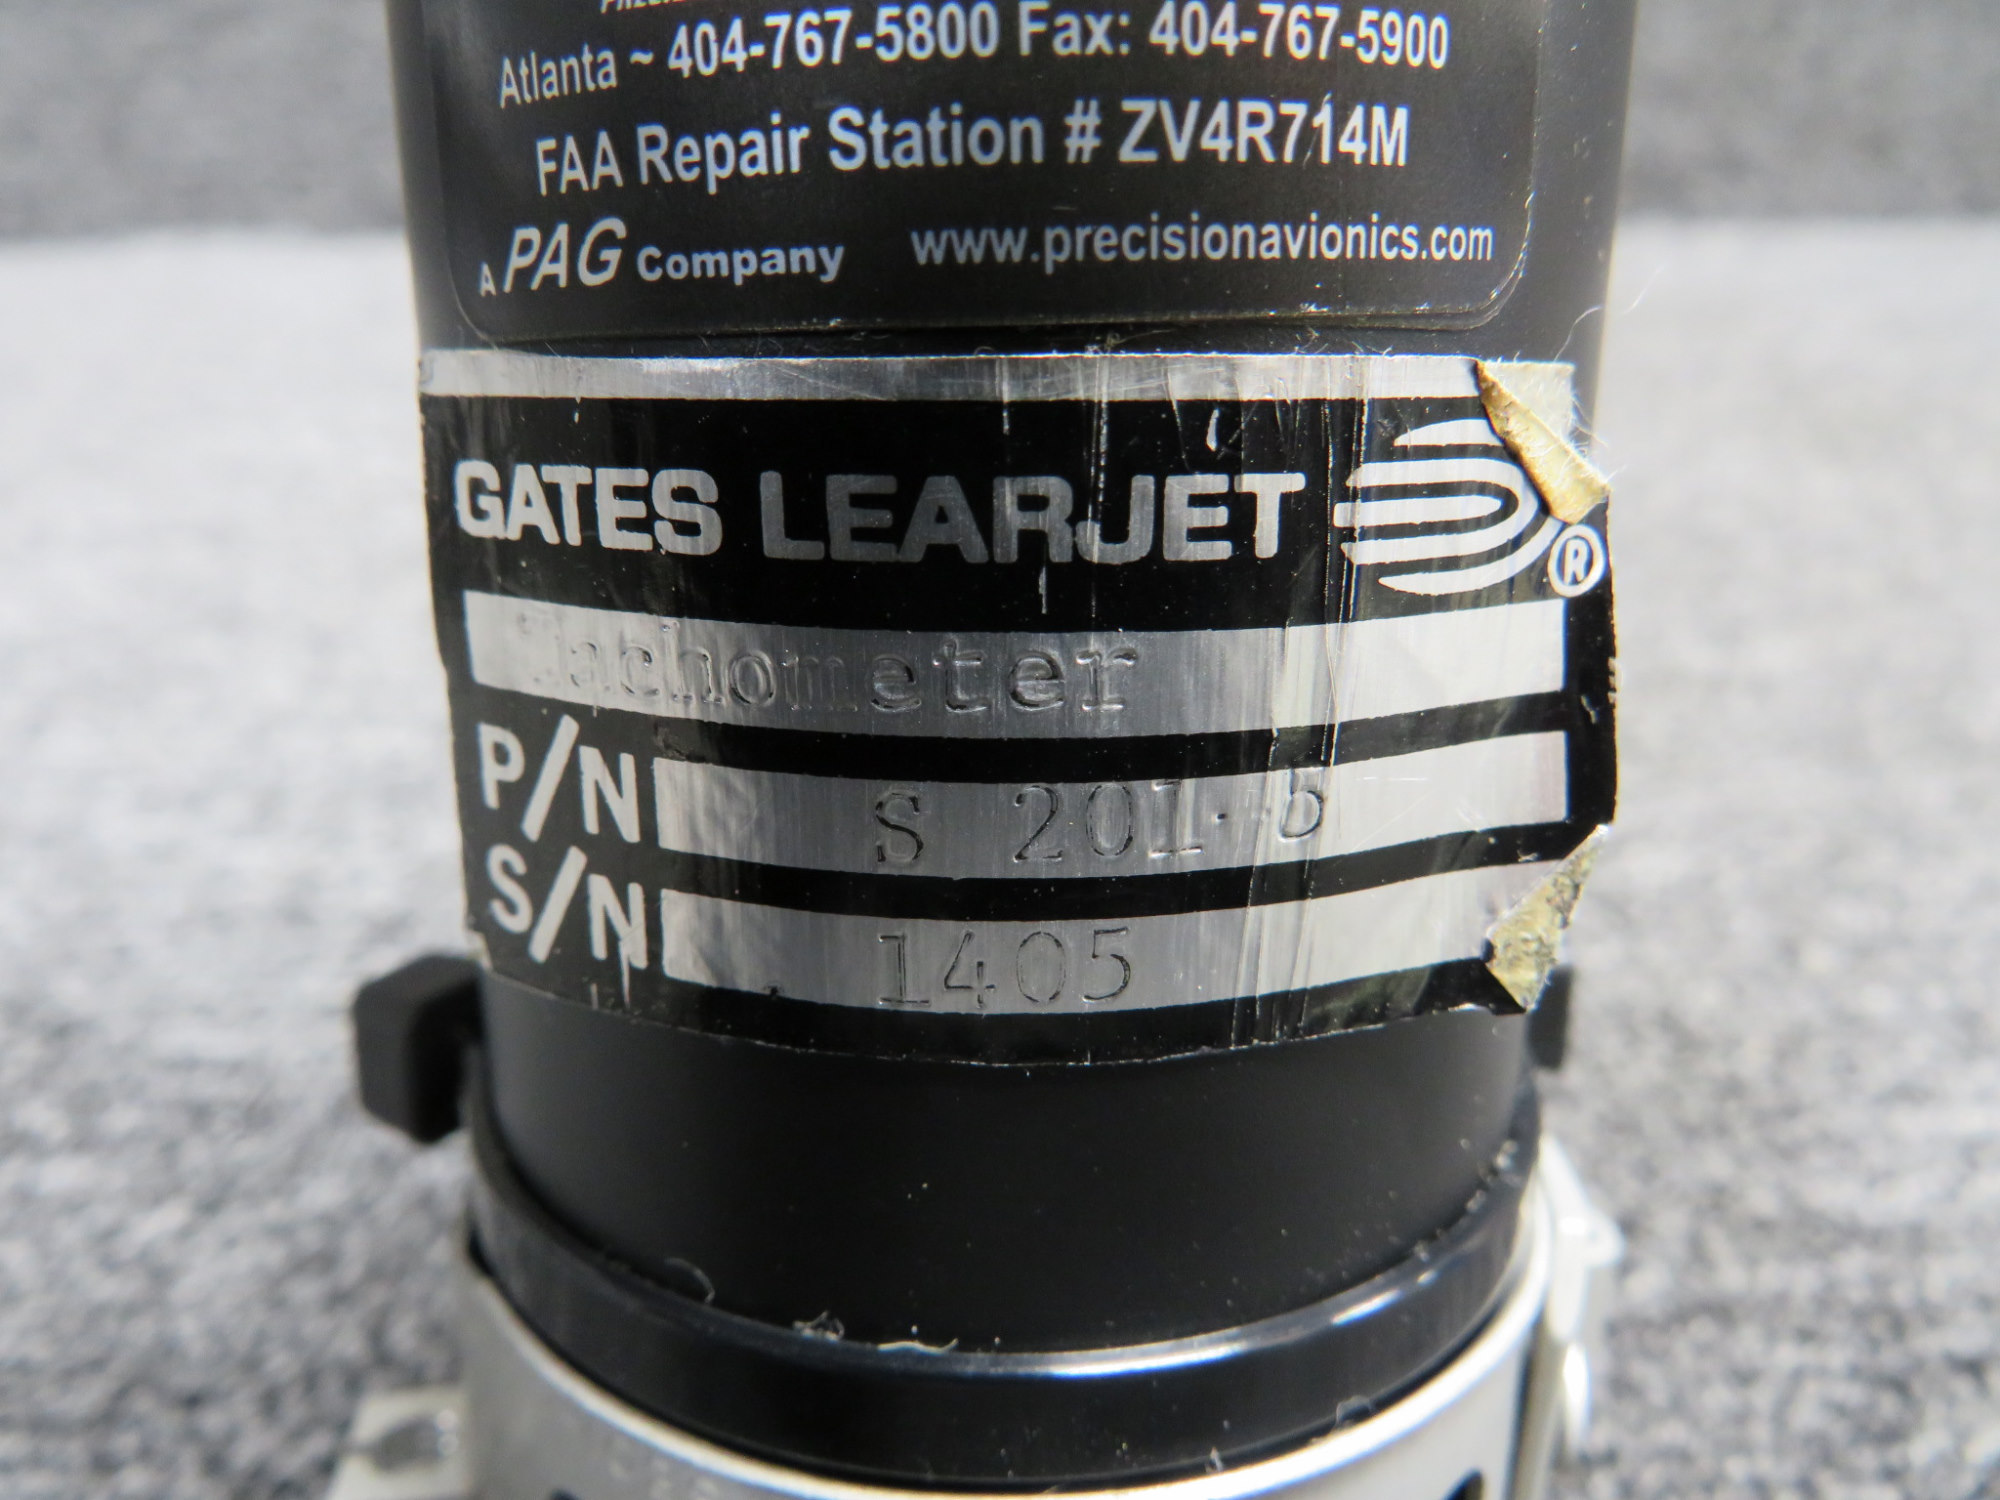 Atlanta ~ 404-767-5800 Fax: 404-767-5900
FAA Repair Station # ZV4R714M
A PAG Company www.precisionavionics.com
GATES LEARJET ®
Tachometer
P/N S 201-5
S/N 1405